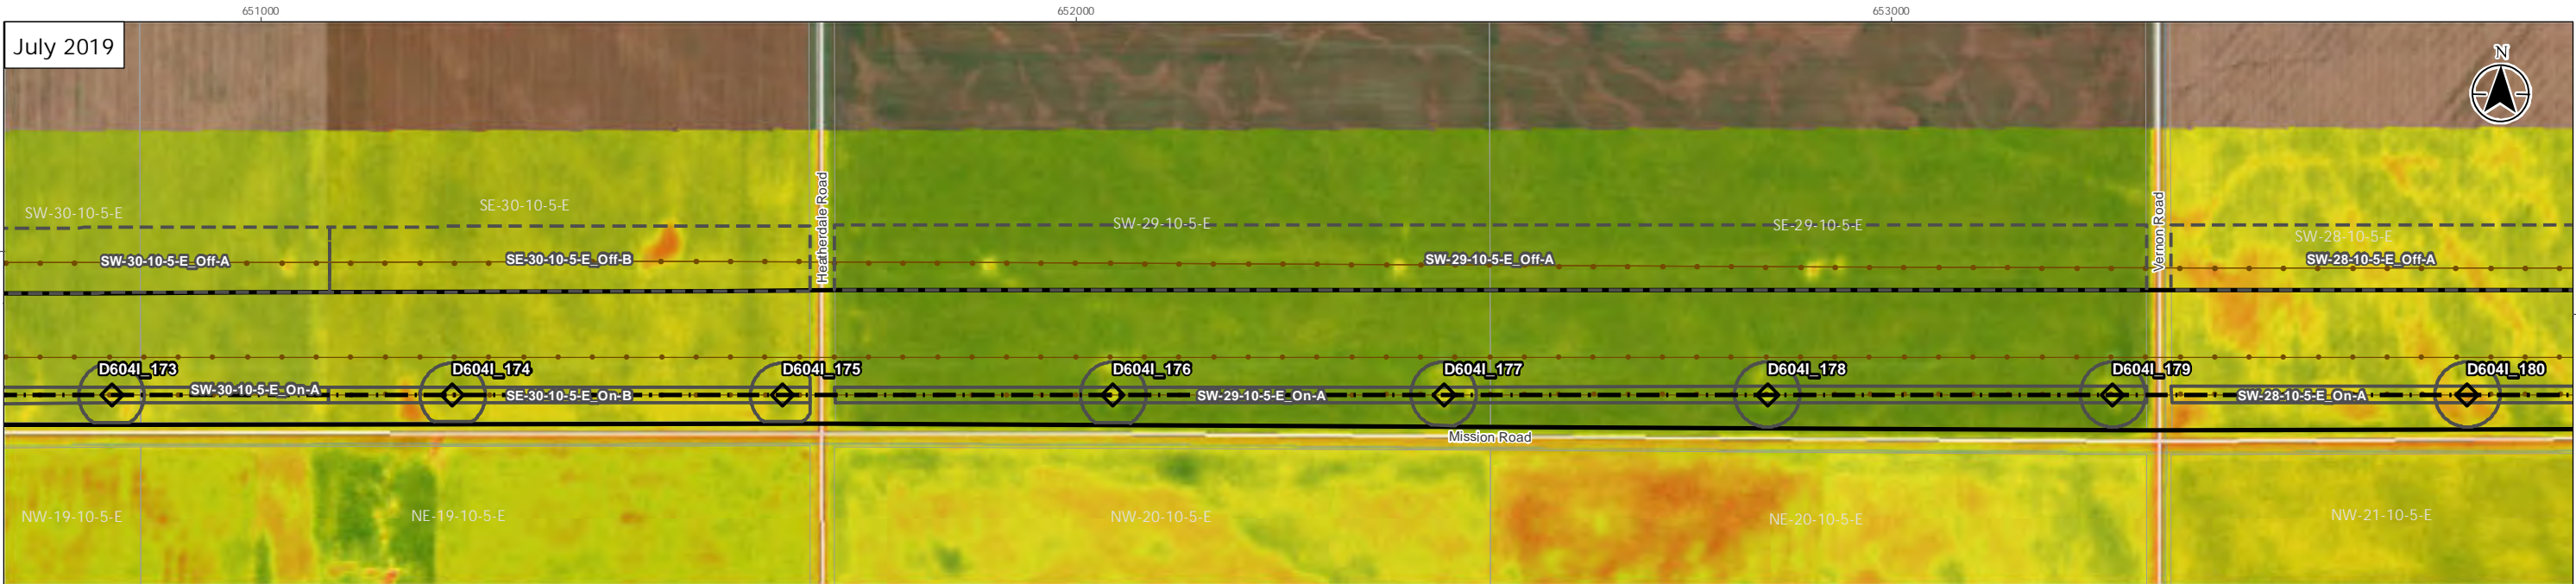 651000
652000
653000
July 2019
N
SW-30-10-5-E
SE-30-10-5-E
Heatherdale Road
SW-29-10-5-E
SE-29-10-5-E
Vernon Road
SW-28-10-5-E
SW-30-10-5-E_Off-A
SE-30-10-5-E_Off-B
SW-29-10-5-E_Off-A
SW-28-10-5-E_Off-A
D604I_173
D604I_174
D604I_175
D604I_176
D604I_177
D604I_178
D604I_179
D604I_180
SW-30-10-5-E_On-A
SE-30-10-5-E_On-B
SW-29-10-5-E_On-A
SW-28-10-5-E_On-A
Mission Road
NW-19-10-5-E
NE-19-10-5-E
NW-20-10-5-E
NE-20-10-5-E
NW-21-10-5-E